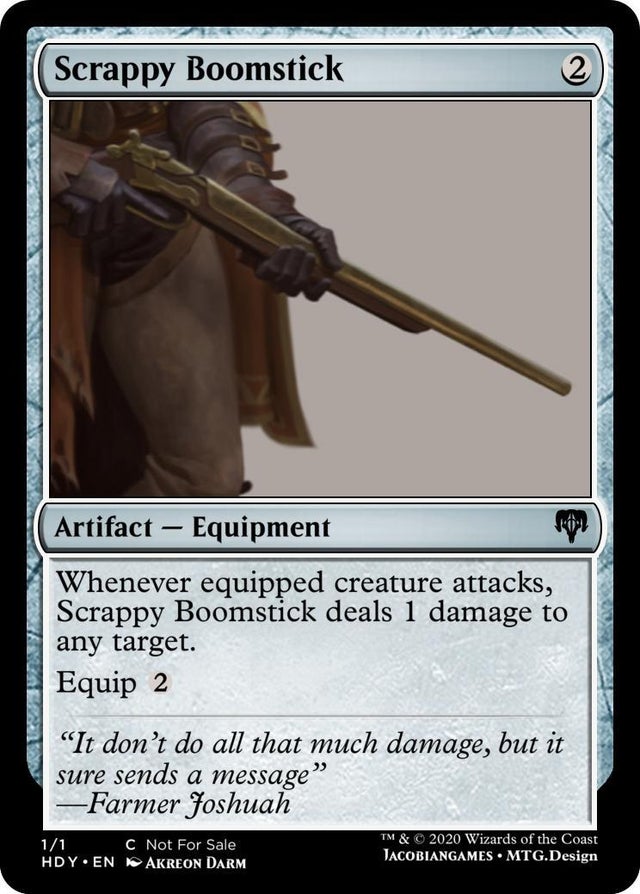 Scrappy Boomstick 2
Artifact — Equipment
Whenever equipped creature attacks,
Scrappy Boomstick deals 1 damage to
any target.
Equip 2
“It don’t do all that much damage, but it
sure sends a message”
—Farmer Joshuah
1/1 C Not For Sale ™ & © 2020 Wizards of the Coast
HDY • EN Akreon Darm Jacobiangames • MTG.Design